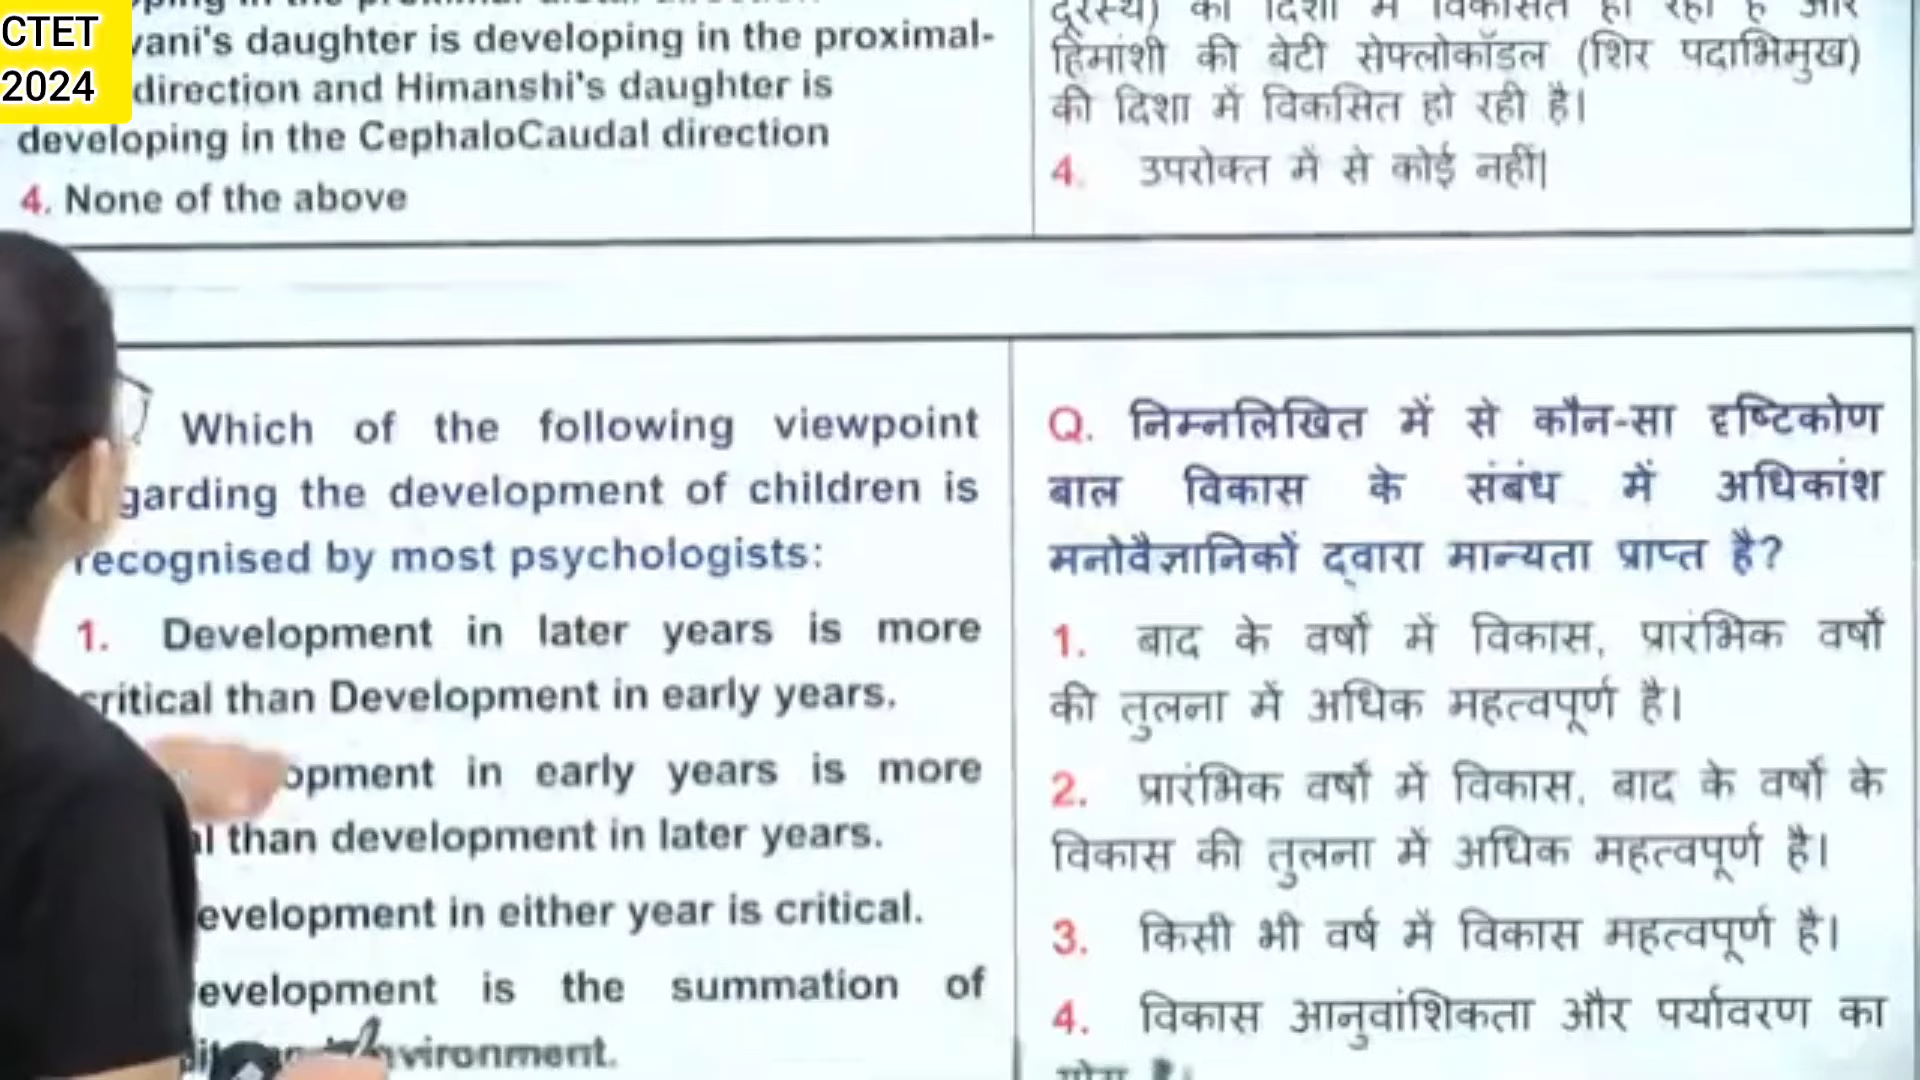 CTEET
2024
vani's daughter is developing in the proximal-
direction and Himanshi's daughter is
developing in the CephaloCaudal direction
4. None of the above
हिमांशी की बेटी सेफ्लोकॉडल (शिर पदाभिमुख)
की दिशा में विकसित हो रही है।
4. उपरोक्त में से कोई नहीं|
Which of the following viewpoint
garding the development of children is
recognised by most psychologists:
1. Development in later years is more
critical than Development in early years.
opment in early years is more
l than development in later years.
evelopment in either year is critical.
evelopment is the summation of
vironment.
Q. निम्नलिखित में से कौन-सा दृष्टिकोण
बाल विकास के संबंध में अधिकांश
मनोवैज्ञानिकों द्वारा मान्यता प्राप्त है?
1. बाद के वर्षों में विकास, प्रारंभिक वर्षों
की तुलना में अधिक महत्वपूर्ण है।
2. प्रारंभिक वर्षों में विकास, बाद के वर्षों के
विकास की तुलना में अधिक महत्वपूर्ण है।
3. किसी भी वर्ष में विकास महत्वपूर्ण है।
4. विकास आनुवांशिकता और पर्यावरण का